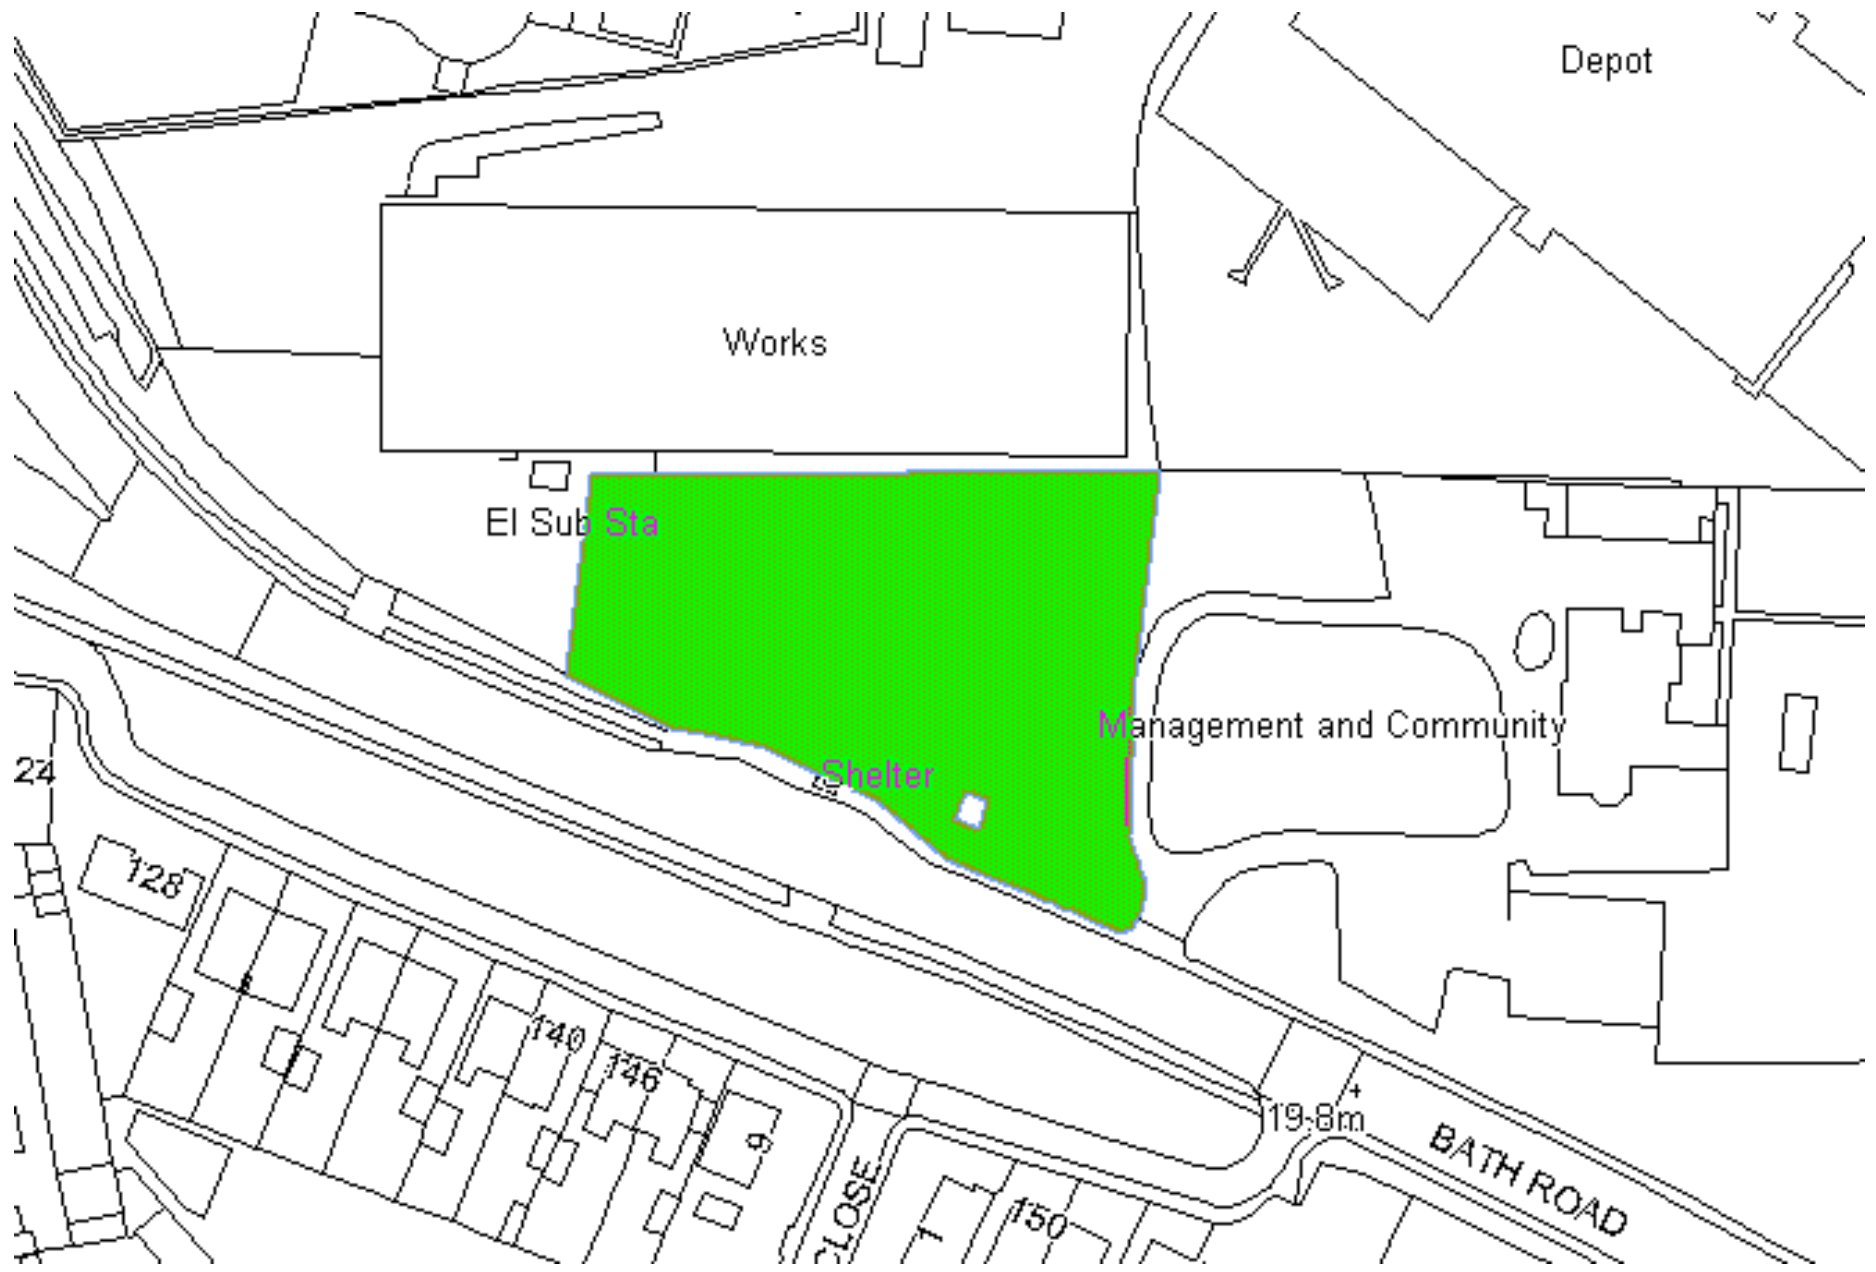 Depot
Works
El Sub Sta
Management and Community
Shelter
24
128
140
146
19.8m
9
BATH ROAD
CLOSE
1
150